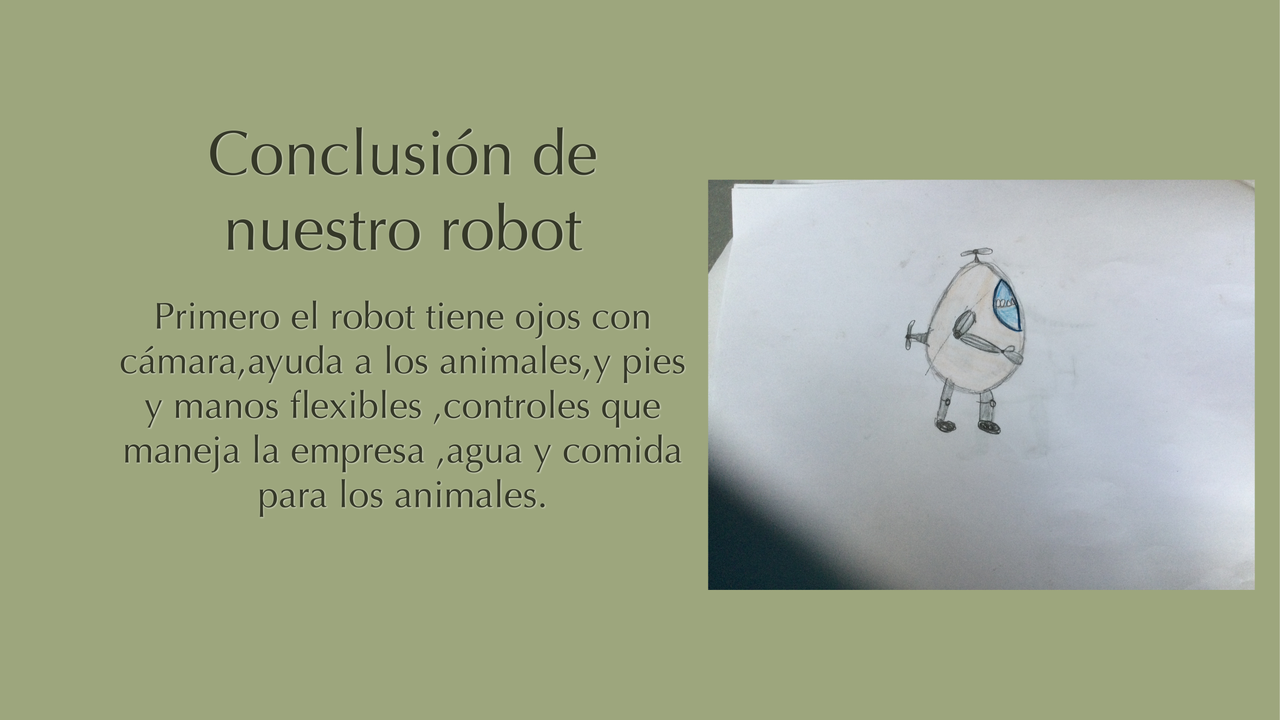 Conclusión de
nuestro robot
Primero el robot tiene ojos con
cámara,ayuda a los animales,y pies
y manos flexibles ,controles que
maneja la empresa ,agua y comida
para los animales.